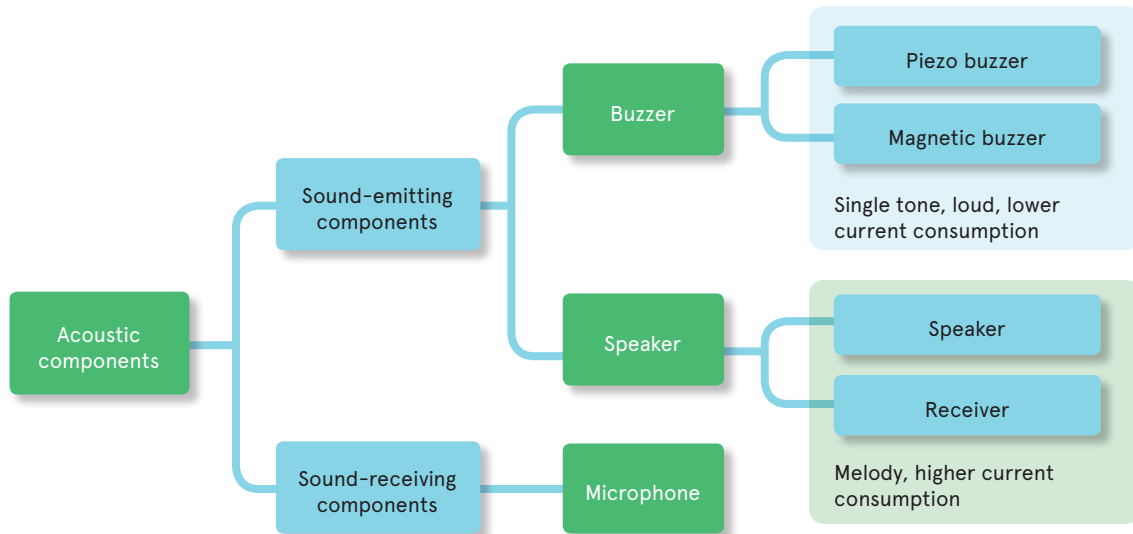 Acoustic
components
Sound-emitting
components
Sound-receiving
components
Buzzer
Speaker
Microphone
Piezo buzzer
Magnetic buzzer
Single tone, loud, lower
current consumption
Speaker
Receiver
Melody, higher current
consumption